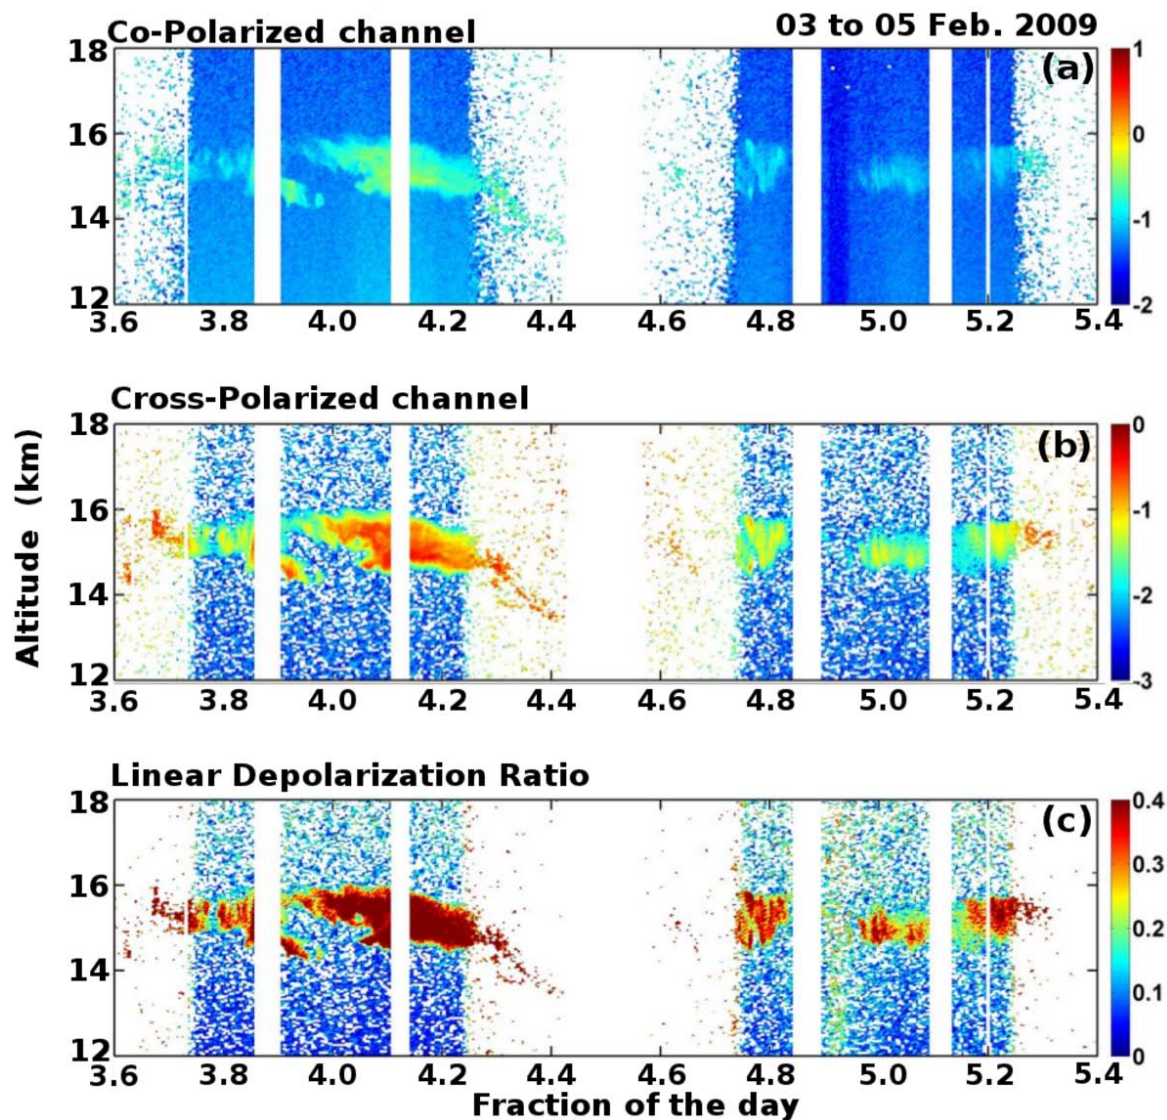 Co-Polarized channel 03 to 05 Feb. 2009
(a)
18
16
14
12
3.6 3.8 4.0 4.2 4.4 4.6 4.8 5.0 5.2 5.4
1
0
-1
-2
Cross-Polarized channel
(b)
18
16
14
12
3.6 3.8 4.0 4.2 4.4 4.6 4.8 5.0 5.2 5.4
0
-1
-2
-3
Altitude (km)
Linear Depolarization Ratio
(c)
18
16
14
12
3.6 3.8 4.0 4.2 4.4 4.6 4.8 5.0 5.2 5.4
0.4
0.3
0.2
0.1
0
Fraction of the day